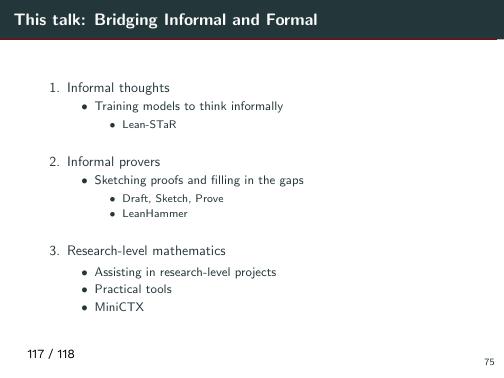 This talk: Bridging Informal and Formal
1. Informal thoughts
• Training models to think informally
• Lean-STaR
2. Informal provers
• Sketching proofs and filling in the gaps
• Draft, Sketch, Prove
• LeanHammer
3. Research-level mathematics
• Assisting in research-level projects
• Practical tools
• MiniCTX
117 / 118
75